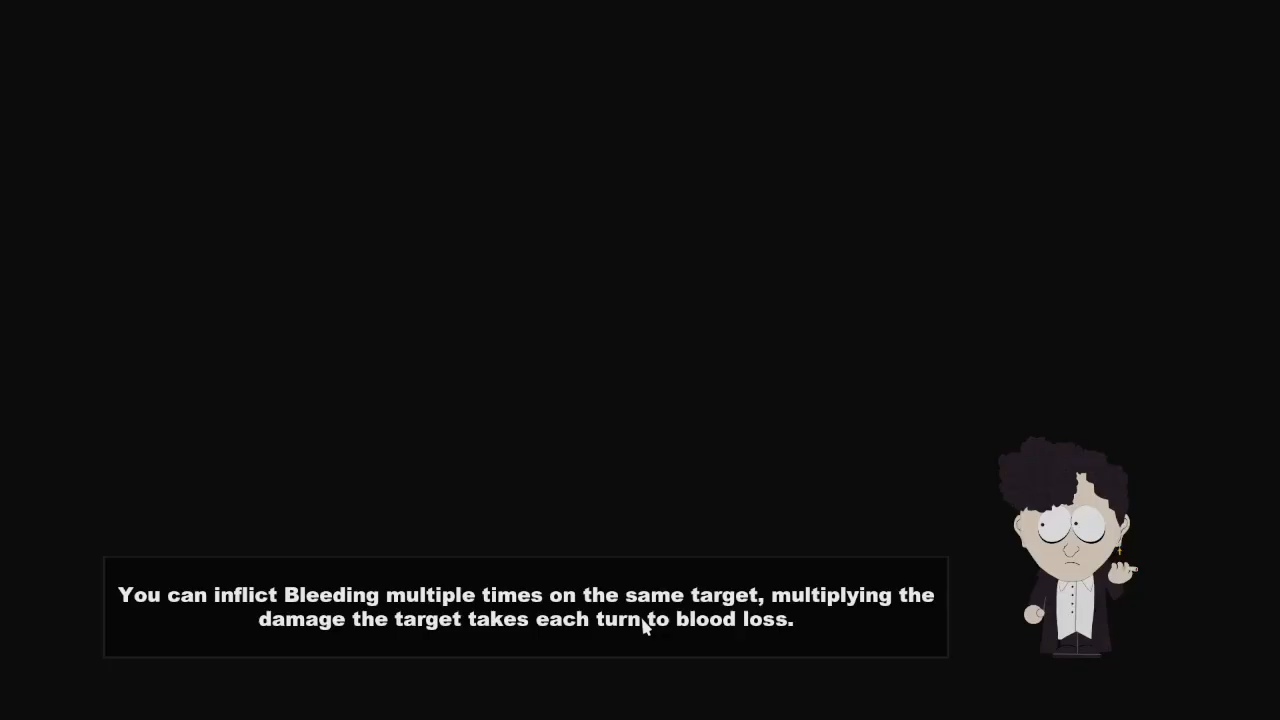 You can inflict Bleeding multiple times on the same target, multiplying the
damage the target takes each turn to blood loss.